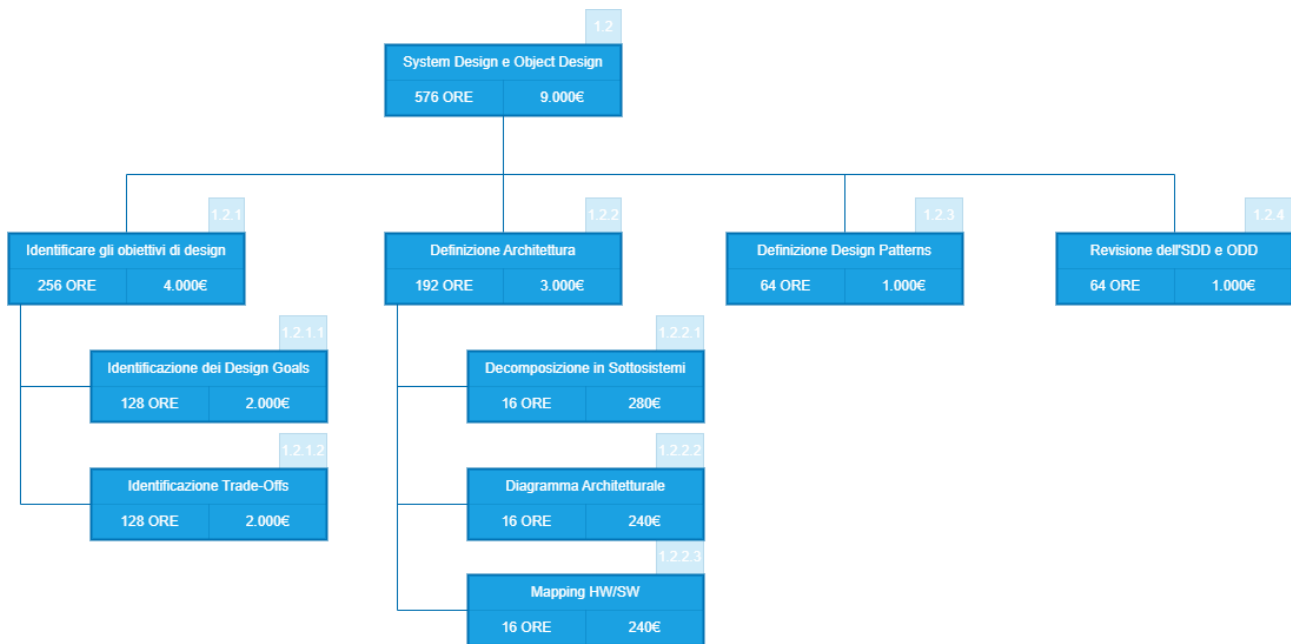 1.2
System Design e Object Design
576 ORE 9.000€
1.2.1
Identificare gli obiettivi di design
256 ORE 4.000€
1.2.2
Definizione Architettura
192 ORE 3.000€
1.2.3
Definizione Design Patterns
64 ORE 1.000€
1.2.4
Revisione dell'SDD e ODD
64 ORE 1.000€
1.2.1.1
Identificazione dei Design Goals
128 ORE 2.000€
1.2.1.2
Identificazione Trade-Offs
128 ORE 2.000€
1.2.2.1
Decomposizione in Sottosistemi
16 ORE 280€
1.2.2.2
Diagramma Architetturale
16 ORE 240€
1.2.2.3
Mapping HW/SW
16 ORE 240€